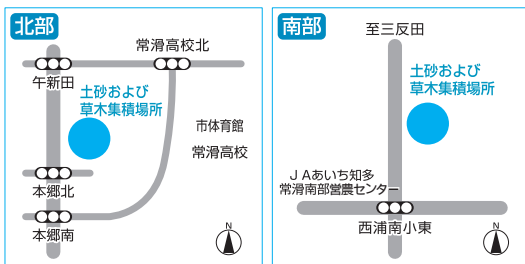 北部
常滑高校北
午新田
土砂および
草木集積場所
市体育館
常滑高校
本郷北
本郷南
N
南部
至三反田
土砂および
草木集積場所
JAあいち知多
常滑南部営農センター
西浦南小東
N